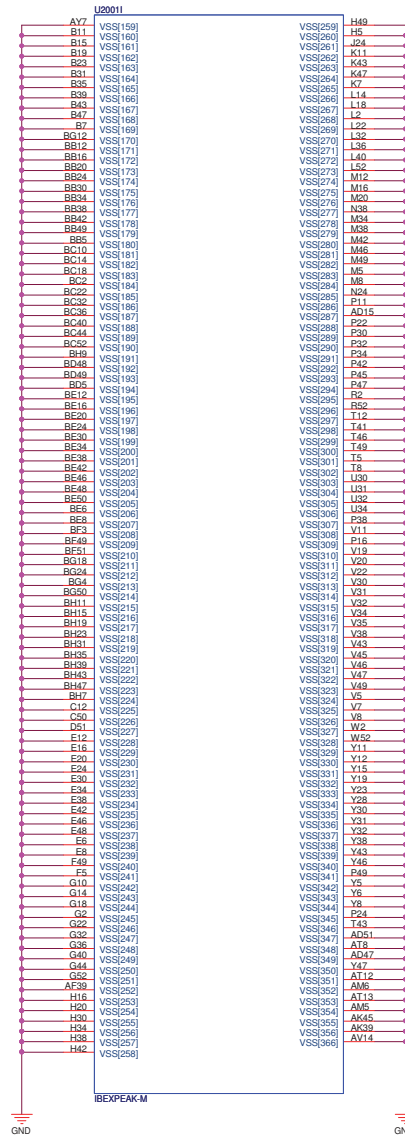 U2001I
AY7 VSS[159] VSS[259] H49
B11 VSS[160] VSS[260] H5
B15 VSS[161] VSS[261] J24
B19 VSS[162] VSS[262] K11
B23 VSS[163] VSS[263] K43
B31 VSS[164] VSS[264] K47
B35 VSS[165] VSS[265] K7
B39 VSS[166] VSS[266] L14
B43 VSS[167] VSS[267] L18
B47 VSS[168] VSS[268] L2
B7 VSS[169] VSS[269] L22
BG12 VSS[170] VSS[270] L32
BB12 VSS[171] VSS[271] L36
BB16 VSS[172] VSS[272] L40
BB20 VSS[173] VSS[273] L52
BB24 VSS[174] VSS[274] M12
BB30 VSS[175] VSS[275] M16
BB34 VSS[176] VSS[276] M20
BB38 VSS[177] VSS[277] N38
BB42 VSS[178] VSS[278] M34
BB49 VSS[179] VSS[279] M38
BB5 VSS[180] VSS[280] M42
BC10 VSS[181] VSS[281] M46
BC14 VSS[182] VSS[282] M49
BC18 VSS[183] VSS[283] M5
BC2 VSS[184] VSS[284] M8
BC22 VSS[185] VSS[285] N24
BC32 VSS[186] VSS[286] P11
BC36 VSS[187] VSS[287] AD15
BC40 VSS[188] VSS[288] P22
BC44 VSS[189] VSS[289] P30
BC52 VSS[190] VSS[290] P32
BH9 VSS[191] VSS[291] P34
BD48 VSS[192] VSS[292] P42
BD49 VSS[193] VSS[293] P45
BD5 VSS[194] VSS[294] P47
BE12 VSS[195] VSS[295] R2
BE16 VSS[196] VSS[296] R52
BE20 VSS[197] VSS[297] T12
BE24 VSS[198] VSS[298] T41
BE30 VSS[199] VSS[299] T46
BE34 VSS[200] VSS[300] T49
BE38 VSS[201] VSS[301] T5
BE42 VSS[202] VSS[302] T8
BE46 VSS[203] VSS[303] U30
BE48 VSS[204] VSS[304] U31
BE50 VSS[205] VSS[305] U32
BE6 VSS[206] VSS[306] U34
BE8 VSS[207] VSS[307] P38
BF3 VSS[208] VSS[308] V11
BF49 VSS[209] VSS[309] P16
BF51 VSS[210] VSS[310] V19
BG18 VSS[211] VSS[311] V20
BG24 VSS[212] VSS[312] V22
BG4 VSS[213] VSS[313] V30
BG50 VSS[214] VSS[314] V31
BH11 VSS[215] VSS[315] V32
BH15 VSS[216] VSS[316] V34
BH19 VSS[217] VSS[317] V35
BH23 VSS[218] VSS[318] V38
BH31 VSS[219] VSS[319] V43
BH35 VSS[220] VSS[320] V45
BH39 VSS[221] VSS[321] V46
BH43 VSS[222] VSS[322] V47
BH47 VSS[223] VSS[323] V49
BH7 VSS[224] VSS[324] V5
C12 VSS[225] VSS[325] V7
C50 VSS[226] VSS[326] V8
D51 VSS[227] VSS[327] W2
E12 VSS[228] VSS[328] W52
E16 VSS[229] VSS[329] Y11
E20 VSS[230] VSS[330] Y12
E24 VSS[231] VSS[331] Y15
E30 VSS[232] VSS[332] Y19
E34 VSS[233] VSS[333] Y23
E38 VSS[234] VSS[334] Y28
E42 VSS[235] VSS[335] Y30
E46 VSS[236] VSS[336] Y31
E48 VSS[237] VSS[337] Y32
E6 VSS[238] VSS[338] Y38
E8 VSS[239] VSS[339] Y43
F49 VSS[240] VSS[340] Y46
F5 VSS[241] VSS[341] P49
G10 VSS[242] VSS[342] Y5
G14 VSS[243] VSS[343] Y6
G18 VSS[244] VSS[344] Y8
G2 VSS[245] VSS[345] P24
G22 VSS[246] VSS[346] T43
G32 VSS[247] VSS[347] AD51
G36 VSS[248] VSS[348] AT8
G40 VSS[249] VSS[349] AD47
G44 VSS[250] VSS[350] Y47
G52 VSS[251] VSS[351] AT12
AF39 VSS[252] VSS[352] AM6
H16 VSS[253] VSS[353] AT13
H20 VSS[254] VSS[354] AM5
H30 VSS[255] VSS[355] AK45
H34 VSS[256] VSS[356] AK39
H38 VSS[257] VSS[366] AV14
H42 VSS[258]
IBEXPEAK-M
GND